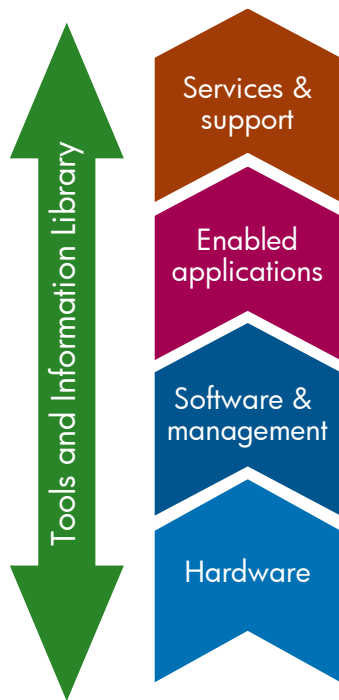 Tools and Information Library
Services &
support
Enabled
applications
Software &
management
Hardware